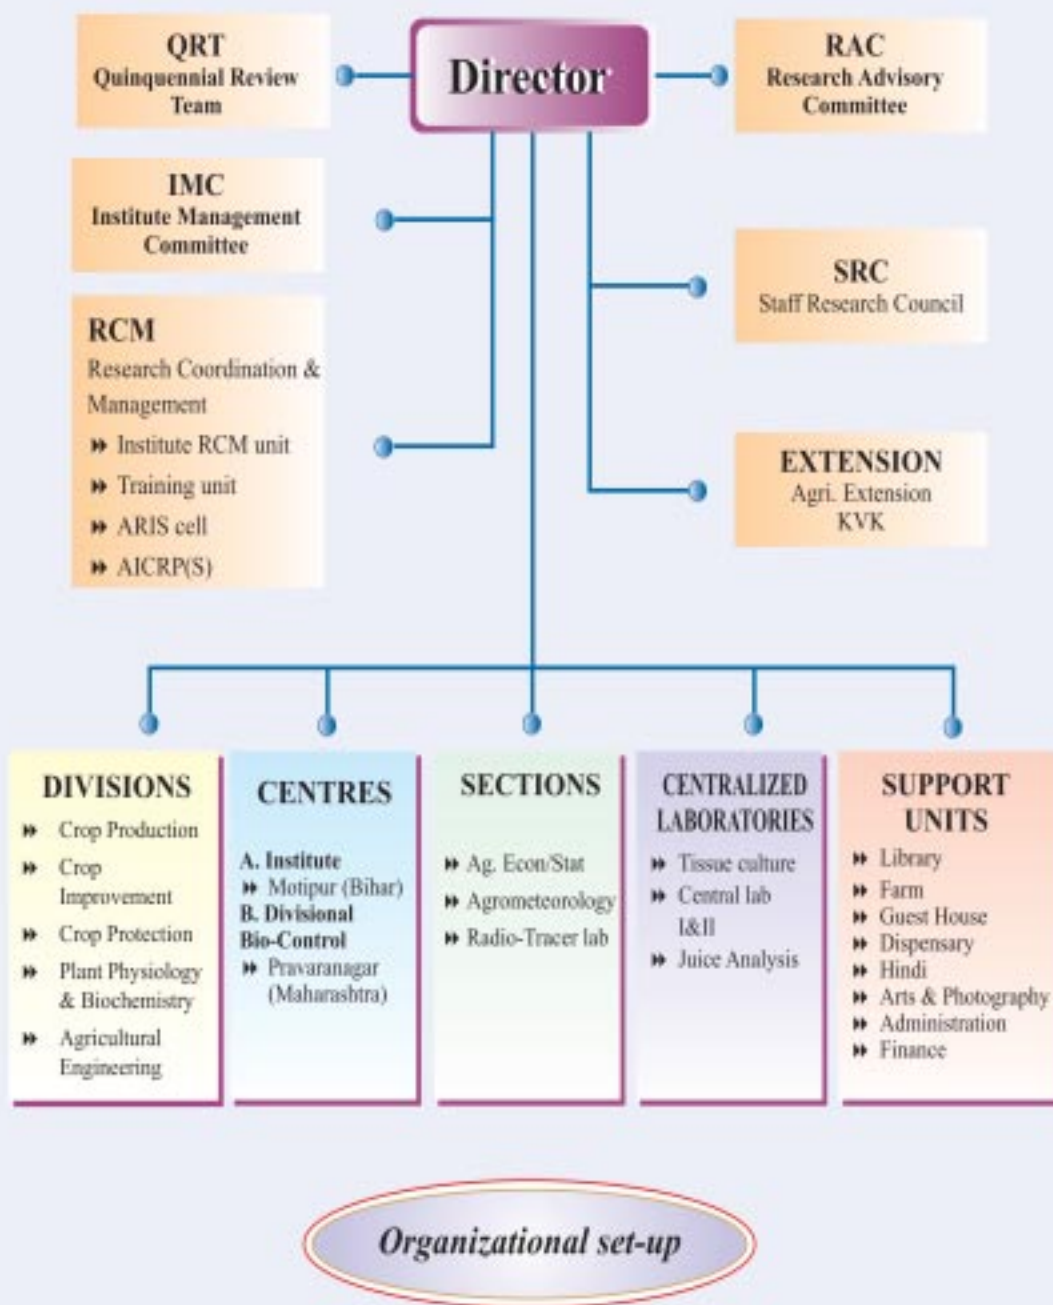 QRT
Quinquennial Review
Team
Director
RAC
Research Advisory
Committee
IMC
Institute Management
Committee
SRC
Staff Research Council
RCM
Research Coordination &
Management
Institute RCM unit
Training unit
ARIS cell
AICRP(S)
EXTENSION
Agri. Extension
KVK
DIVISIONS
Crop Production
Crop
Improvement
Crop Protection
Plant Physiology
& Biochemistry
Agricultural
Engineering
CENTRES
A. Institute
Motipur (Bihar)
B. Divisional
Bio-Control
Pravaranagar
(Maharashtra)
SECTIONS
Ag. Econ/Stat
Agrometeorology
Radio-Tracer lab
CENTRALIZED
LABORATORIES
Tissue culture
Central lab
I&II
Juice Analysis
SUPPORT
UNITS
Library
Farm
Guest House
Dispensary
Hindi
Arts & Photography
Administration
Finance
Organizational set-up